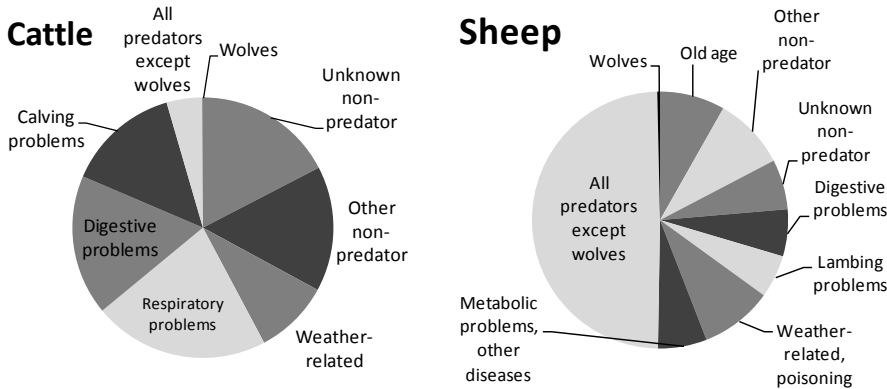 Cattle
All
predators
except
wolves
Wolves
Unknown
non-
predator
Other
non-
predator
Weather-
related
Respiratory
problems
Digestive
problems
Calving
problems
Sheep
Wolves
Old age
Other
non-
predator
Unknown
non-
predator
Digestive
problems
Lambing
problems
Weather-
related,
poisoning
Metabolic
problems,
other
diseases
All
predators
except
wolves